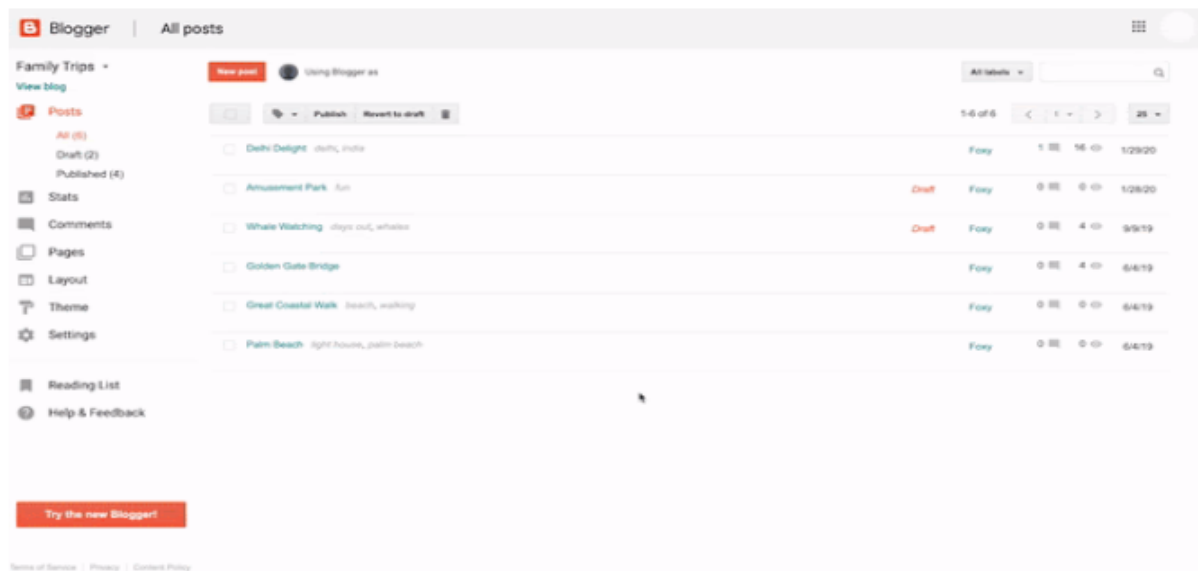 Blogger All posts
Family Trips
View blog
Posts
All (6)
Draft (2)
Published (4)
Stats
Comments
Pages
Layout
Theme
Settings
Reading List
Help & Feedback
Try the new Blogger!
Terms of Service | Privacy | Content Policy
New post Using Blogger as All labels
Publish Revert to draft 1-6 of 6 1 25
Delhi Delight delhi, india Foxy 1 16 1/29/20
Amusement Park fun Draft Foxy 0 0 1/28/20
Whale Watching days out, whales Draft Foxy 0 4 9/9/19
Golden Gate Bridge Foxy 0 4 6/4/19
Great Coastal Walk beach, walking Foxy 0 0 6/4/19
Palm Beach light house, palm beach Foxy 0 0 6/4/19